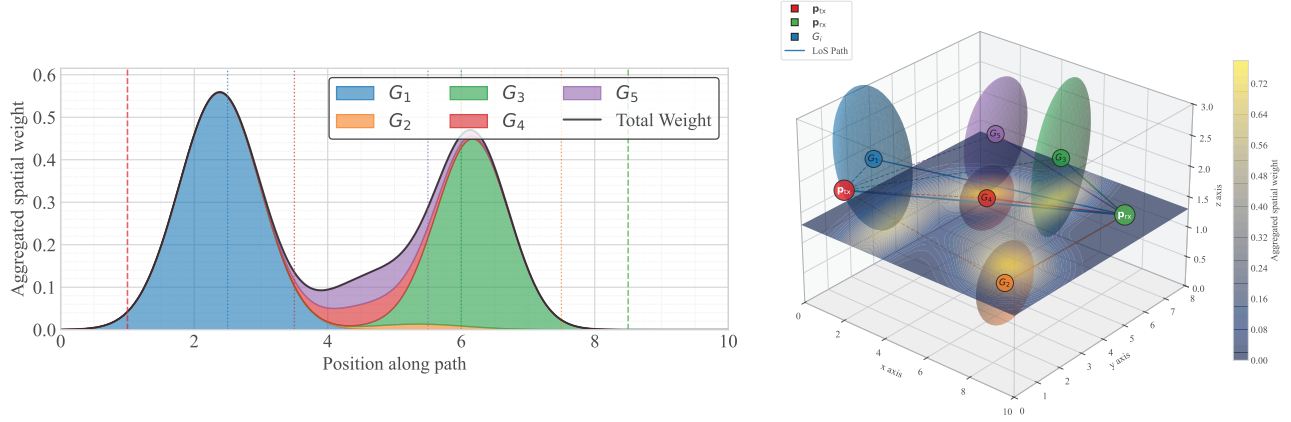 0.6
0.5
0.4
0.3
0.2
0.1
0.0
Aggregated spatial weight
G1 G3 G5
G2 G4 Total Weight
0 2 4 6 8 10
Position along path
ptx
prx
Gi
LoS Path
G1
G5
G3
ptx
G4
prx
G2
3.0
2.5
2.0
1.5
1.0
0.5
0.0
z axis
0 2 4 6 8 10
x axis
0 1 2 3 4 5 6 7 8
y axis
0.72
0.64
0.56
0.48
0.40
0.32
0.24
0.16
0.08
0.00
Aggregated spatial weight